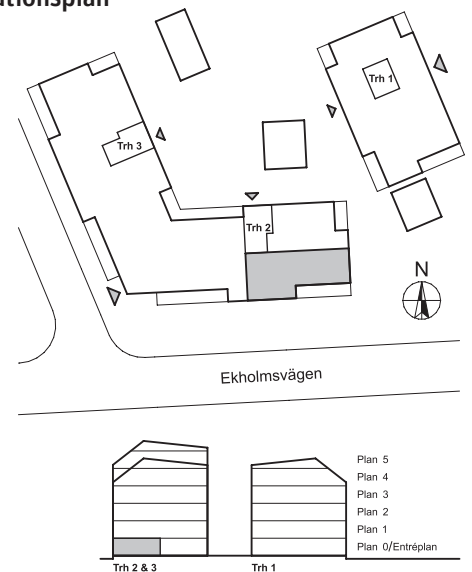 ationsplan
Trh 1
Trh 3
Trh 2
N
Ekholmsvägen
Plan 5
Plan 4
Plan 3
Plan 2
Plan 1
Plan 0/Entréplan
Trh 2 & 3
Trh 1